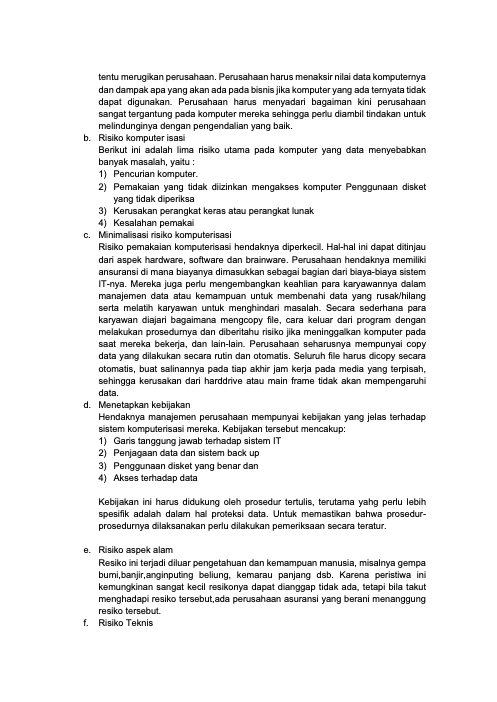 tentu merugikan perusahaan. Perusahaan harus menaksir nilai data komputernya
dan dampak apa yang akan ada pada bisnis jika komputer yang ada ternyata tidak
dapat digunakan. Perusahaan harus menyadari bagaiman kini perusahaan
sangat tergantung pada komputer mereka sehingga perlu diambil tindakan untuk
melindunginya dengan pengendalian yang baik.
b. Risiko komputer isasi
Berikut ini adalah lima risiko utama pada komputer yang data menyebabkan
banyak masalah, yaitu :
1) Pencurian komputer.
2) Pemakaian yang tidak diizinkan mengakses komputer Penggunaan disket
yang tidak diperiksa
3) Kerusakan perangkat keras atau perangkat lunak
4) Kesalahan pemakai
c. Minimalisasi risiko komputerisasi
Risiko pemakaian komputerisasi hendaknya diperkecil. Hal-hal ini dapat ditinjau
dari aspek hardware, software dan brainware. Perusahaan hendaknya memiliki
ansuransi di mana biayanya dimasukkan sebagai bagian dari biaya-biaya sistem
IT-nya. Mereka juga perlu mengembangkan keahlian para karyawannya dalam
manajemen data atau kemampuan untuk membenahi data yang rusak/hilang
serta melatih karyawan untuk menghindari masalah. Secara sederhana para
karyawan diajari bagaimana mengcopy file, cara keluar dari program dengan
melakukan prosedurnya dan diberitahu risiko jika meninggalkan komputer pada
saat mereka bekerja, dan lain-lain. Perusahaan seharusnya mempunyai copy
data yang dilakukan secara rutin dan otomatis. Seluruh file harus dicopy secara
otomatis, buat salinannya pada tiap akhir jam kerja pada media yang terpisah,
sehingga kerusakan dari harddrive atau main frame tidak akan mempengaruhi
data.
d. Menetapkan kebijakan
Hendaknya manajemen perusahaan mempunyai kebijakan yang jelas terhadap
sistem komputerisasi mereka. Kebijakan tersebut mencakup:
1) Garis tanggung jawab terhadap sistem IT
2) Penjagaan data dan sistem back up
3) Penggunaan disket yang benar dan
4) Akses terhadap data
Kebijakan ini harus didukung oleh prosedur tertulis, terutama yahg perlu lebih
spesifik adalah dalam hal proteksi data. Untuk memastikan bahwa prosedur-
prosedurnya dilaksanakan perlu dilakukan pemeriksaan secara teratur.
e. Risiko aspek alam
Resiko ini terjadi diluar pengetahuan dan kemampuan manusia, misalnya gempa
bumi,banjir,anginputing beliung, kemarau panjang dsb. Karena peristiwa ini
kemungkinan sangat kecil resikonya dapat dianggap tidak ada, tetapi bila takut
menghadapi resiko tersebut,ada perusahaan asuransi yang berani menanggung
resiko tersebut.
f. Risiko Teknis